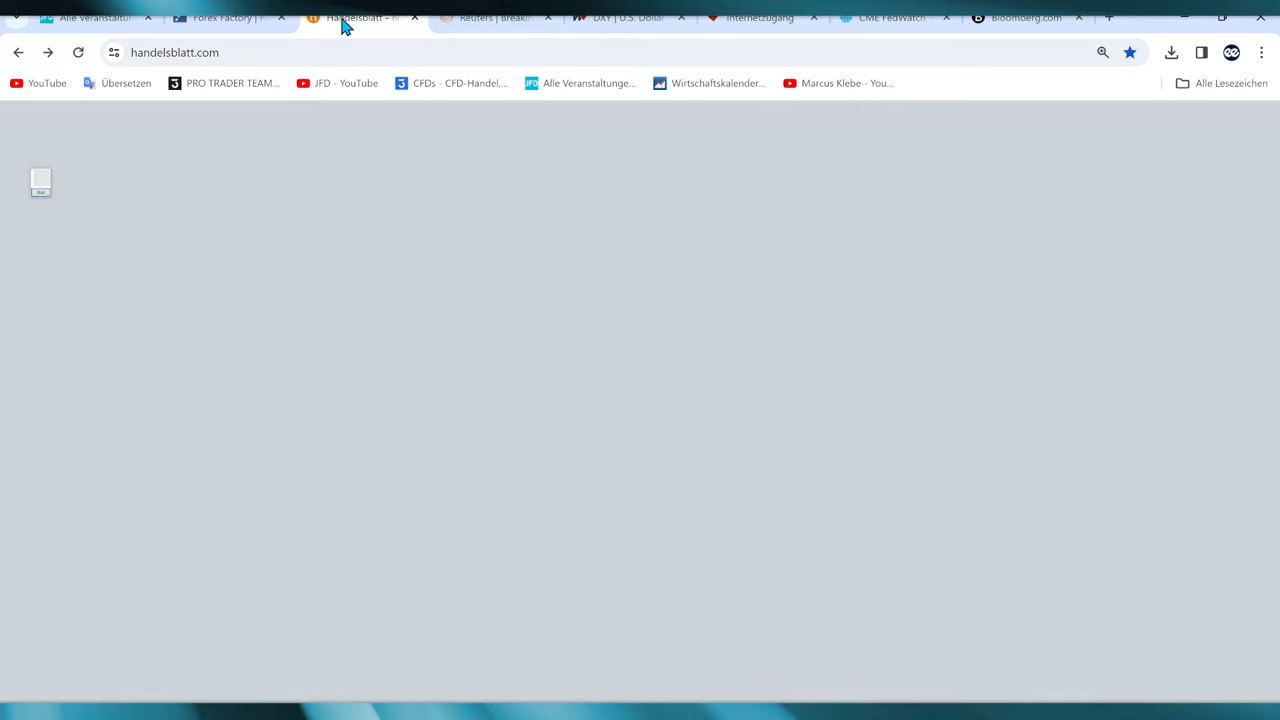 Alle Veranstaltu Forex Factory | F Handelsblatt - N Reuters | Breakin DXY | U.S. Dolla Internetzugang CME FedWatch Bloomberg.com
handelsblatt.com
YouTube Übersetzen PRO TRADER TEAM... JFD - YouTube CFDs - CFD-Handel,... Alle Veranstaltunge... Wirtschaftskalender... Marcus Klebe - You... Alle Lesezeichen